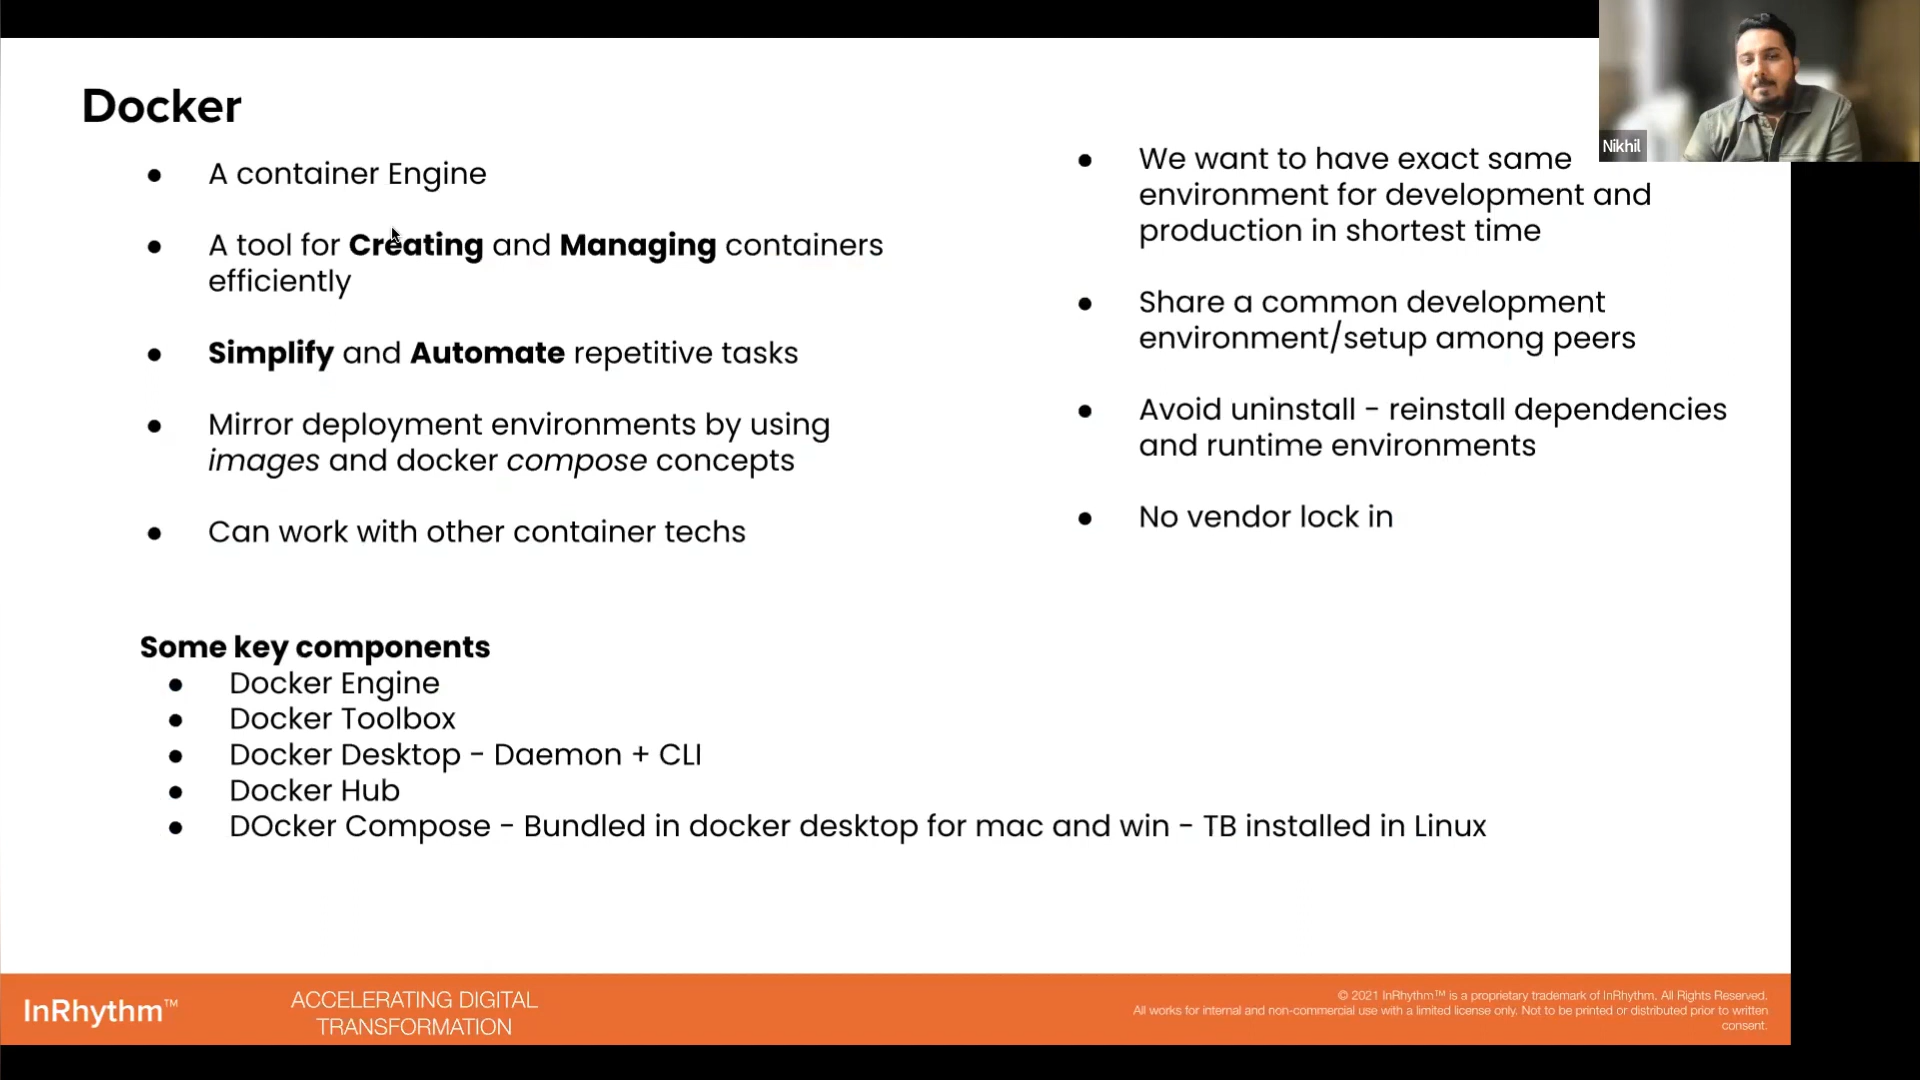 Docker
● A container Engine
● A tool for Creating and Managing containers
efficiently
● Simplify and Automate repetitive tasks
● Mirror deployment environments by using
images and docker compose concepts
● Can work with other container techs
● We want to have exact same
environment for development and
production in shortest time
● Share a common development
environment/setup among peers
● Avoid uninstall - reinstall dependencies
and runtime environments
● No vendor lock in
Nikhil
Some key components
● Docker Engine
● Docker Toolbox
● Docker Desktop - Daemon + CLI
● Docker Hub
● DOcker Compose - Bundled in docker desktop for mac and win - TB installed in Linux
InRhythm™
ACCELERATING DIGITAL
TRANSFORMATION
© 2021 InRhythm™ is a proprietary trademark of InRhythm. All Rights Reserved.
All works for internal and non-commercial use with a limited license only. Not to be printed or distributed prior to written
consent.